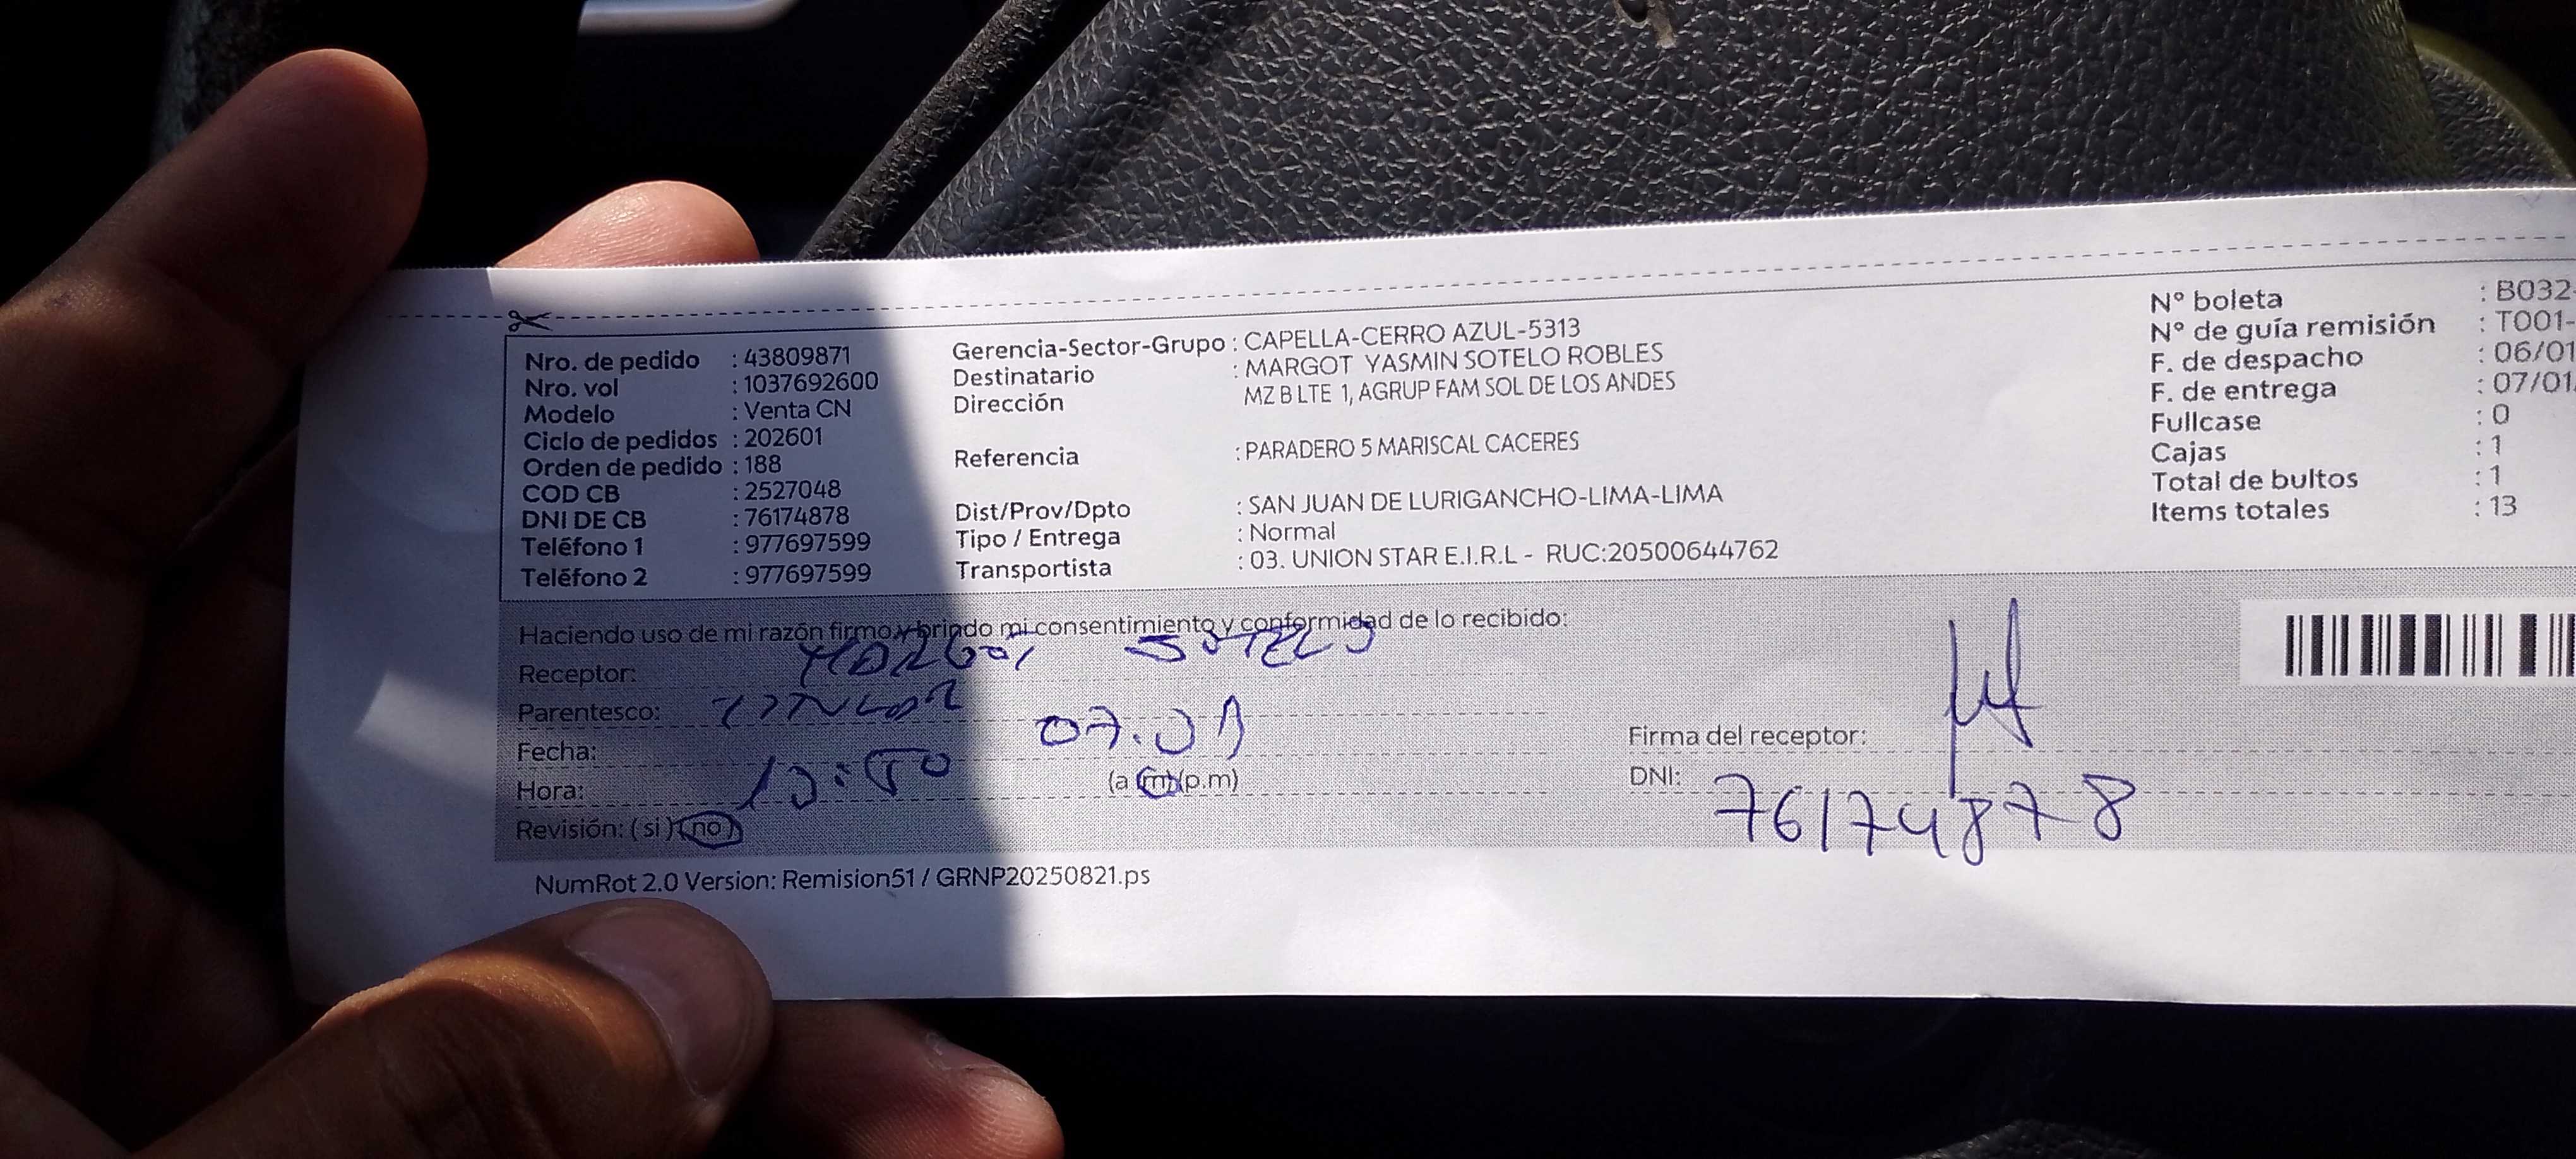 Nro. de pedido : 43809871
Nro. vol : 1037692600
Modelo : Venta CN
Ciclo de pedidos : 202601
Orden de pedido : 188
COD CB : 2527048
DNI DE CB : 76174878
Teléfono 1 : 977697599
Teléfono 2 : 977697599
Gerencia-Sector-Grupo : CAPELLA-CERRO AZUL-5313
Destinatario : MARGOT YASMIN SOTELO ROBLES
Dirección MZ B LTE 1, AGRUP FAM SOL DE LOS ANDES
Referencia : PARADERO 5 MARISCAL CACERES
Dist/Prov/Dpto : SAN JUAN DE LURIGANCHO-LIMA-LIMA
Tipo / Entrega : Normal
Transportista : 03. UNION STAR E.I.R.L - RUC:20500644762
N° boleta : B032-
N° de guía remisión : T001-
F. de despacho : 06/01
F. de entrega : 07/01
Fullcase : 0
Cajas : 1
Total de bultos : 1
Items totales : 13
Haciendo uso de mi razón firmo y brindo mi consentimiento y conformidad de lo recibido:
Receptor: MARGOT SOTELO
Parentesco: TITULAR
Fecha: 07.01
Hora: (a.m)(p.m)
Revisión: (si) (no)
Firma del receptor:
DNI: 76174878
NumRot 2.0 Version: Remision51 / GRNP20250821.ps